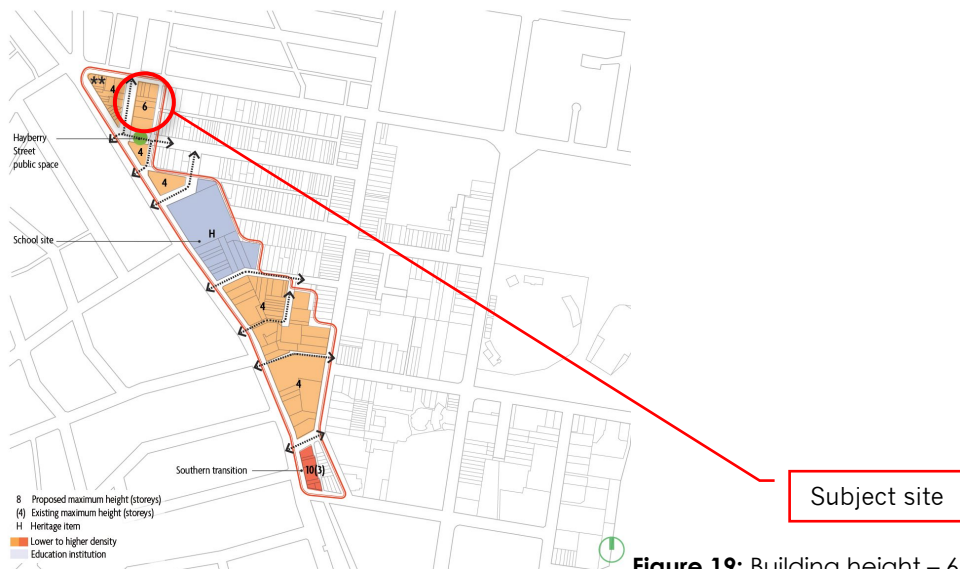 **
4
6
Hayberry
Street
public space
4
4
School site
H
4
4
Southern transition
10(3)
8 Proposed maximum height (storeys)
(4) Existing maximum height (storeys)
H Heritage item
Lower to higher density
Education institution
Subject site
Figure 19: Building height – 6